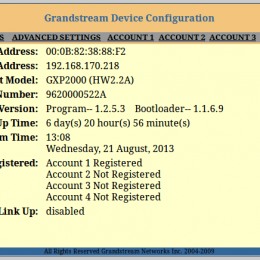 Grandstream Device Configuration
S ADVANCED SETTINGS ACCOUNT 1 ACCOUNT 2 ACCOUNT 3
Address: 00:0B:82:38:88:F2
Address: 192.168.170.218
t Model: GXP2000 (HW2.2A)
Number: 9620000522A
Version: Program-- 1.2.5.3 Bootloader-- 1.1.6.9
Up Time: 6 day(s) 20 hour(s) 56 minute(s)
m Time: 13:08
Wednesday, 21 August, 2013
gistered: Account 1 Registered
Account 2 Not Registered
Account 3 Not Registered
Account 4 Not Registered
Link Up: disabled
All Rights Reserved Grandstream Networks Inc. 2004-2009